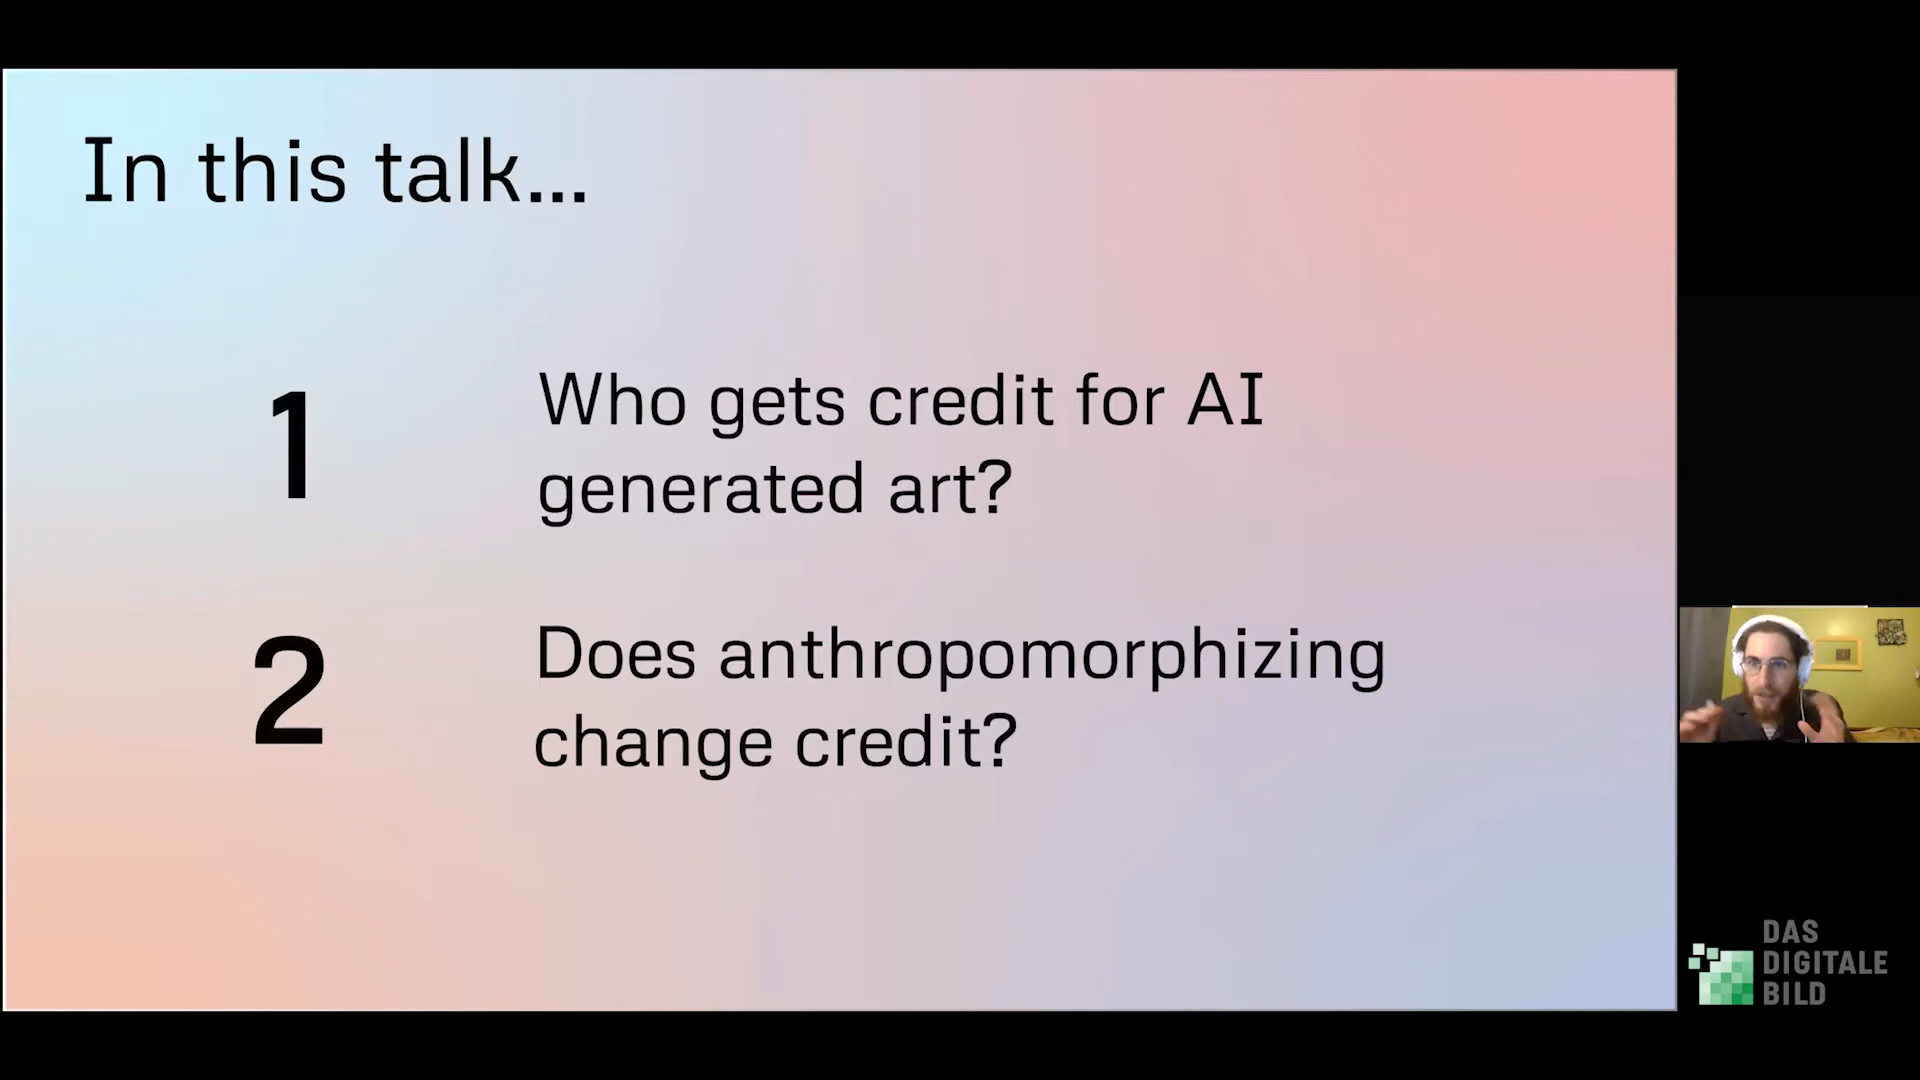 In this talk...
1
Who gets credit for AI
generated art?
2
Does anthropomorphizing
change credit?
DAS
DIGITALE
BILD